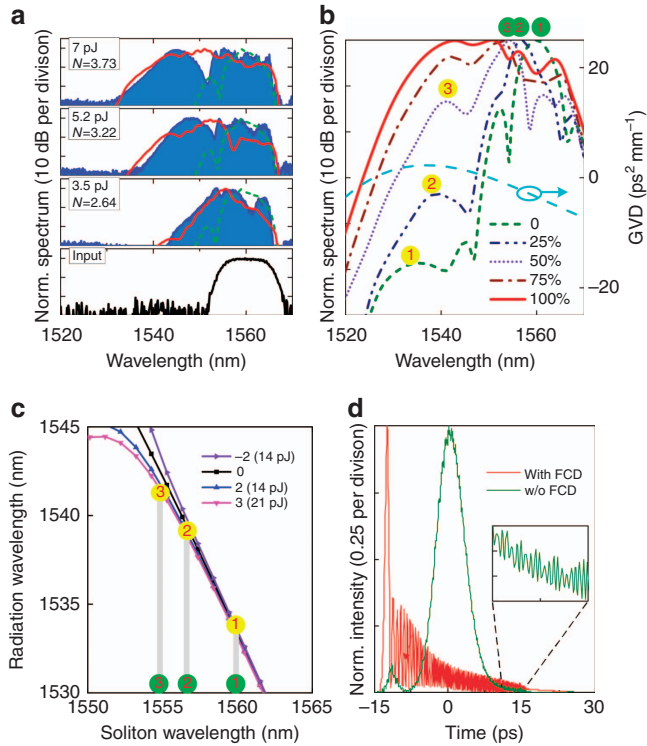 a
7 pJ
N=3.73
5.2 pJ
N=3.22
3.5 pJ
N=2.64
Input
Norm. spectrum (10 dB per divison)
1520 1540 1560
Wavelength (nm)
b
3 2 1
3
2
1
0
25%
50%
75%
100%
Norm. spectrum (10 dB per divison)
20
0
−20
GVD (ps² mm⁻¹)
1520 1540 1560
Wavelength (nm)
c
1545
1540
1535
1530
Radiation wavelength (nm)
−2 (14 pJ)
0
2 (14 pJ)
3 (21 pJ)
3
2
1
3 2 1
1550 1555 1560 1565
Soliton wavelength (nm)
d
With FCD
w/o FCD
Norm. intensity (0.25 per divison)
−15 0 15 30
Time (ps)